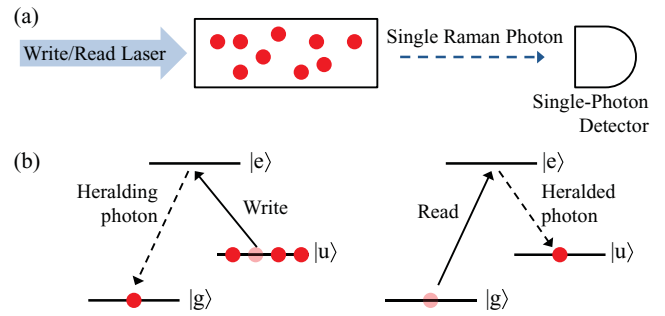 (a)
Write/Read Laser
Single Raman Photon
Single-Photon
Detector
(b)
|e⟩
Heralding
photon
Write
|u⟩
|g⟩
|e⟩
Read
Heralded
photon
|u⟩
|g⟩